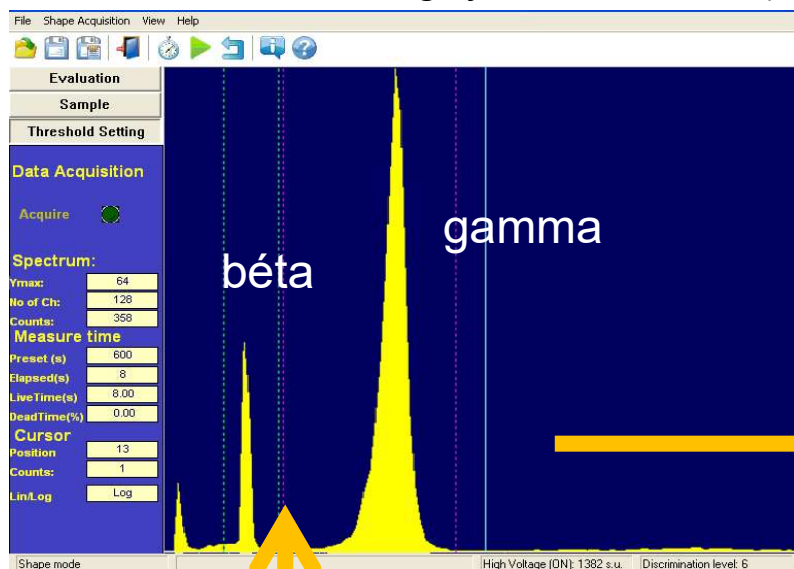 File Shape Acquisition View Help
Evaluation
Sample
Threshold Setting
Data Acquisition
Acquire
Spectrum:
Ymax: 64
No of Ch: 128
Counts: 358
Measure time
Preset (s) 600
Elapsed(s) 8
LiveTime(s) 8.00
DeadTime(%) 0.00
Cursor
Position 13
Counts: 1
Lin/Log Log
béta
gamma
Shape mode
High Voltage (ON): 1382 s.u. Discrimination level: 6